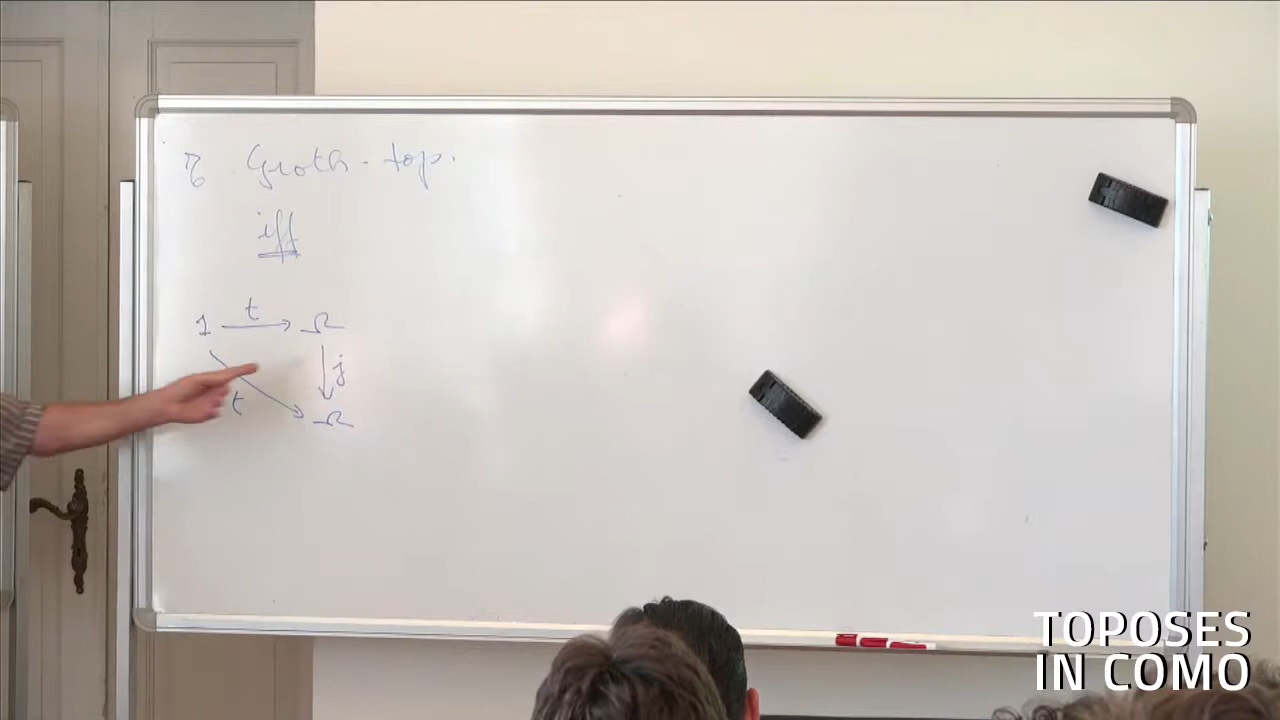 τ Groth. top.
iff
1 t Ω
j
t
Ω
TOPOSES
IN COMO